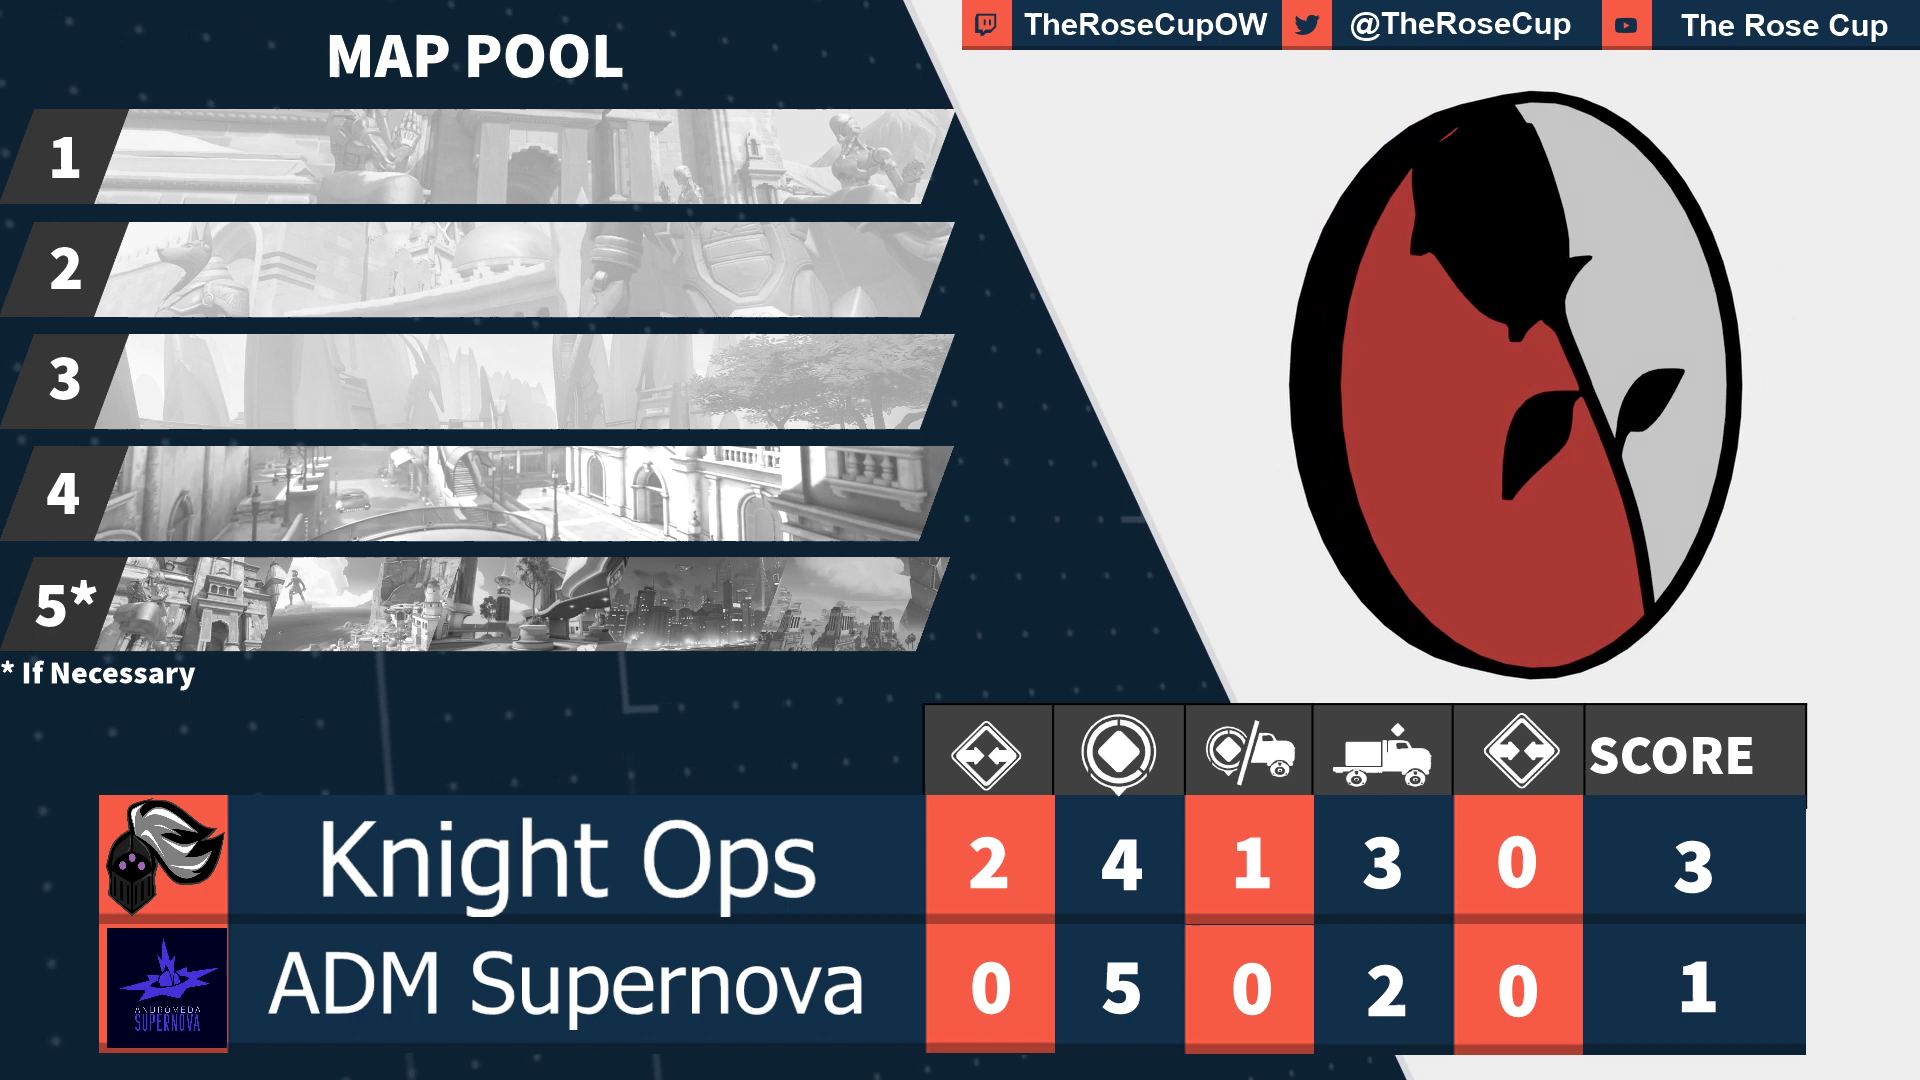 MAP POOL
TheRoseCupOW
@TheRoseCup
The Rose Cup
1
2
3
4
5*
* If Necessary
SCORE
Knight Ops 2 4 1 3 0 3
ADM Supernova 0 5 0 2 0 1
ANDROMEDA
SUPERNOVA